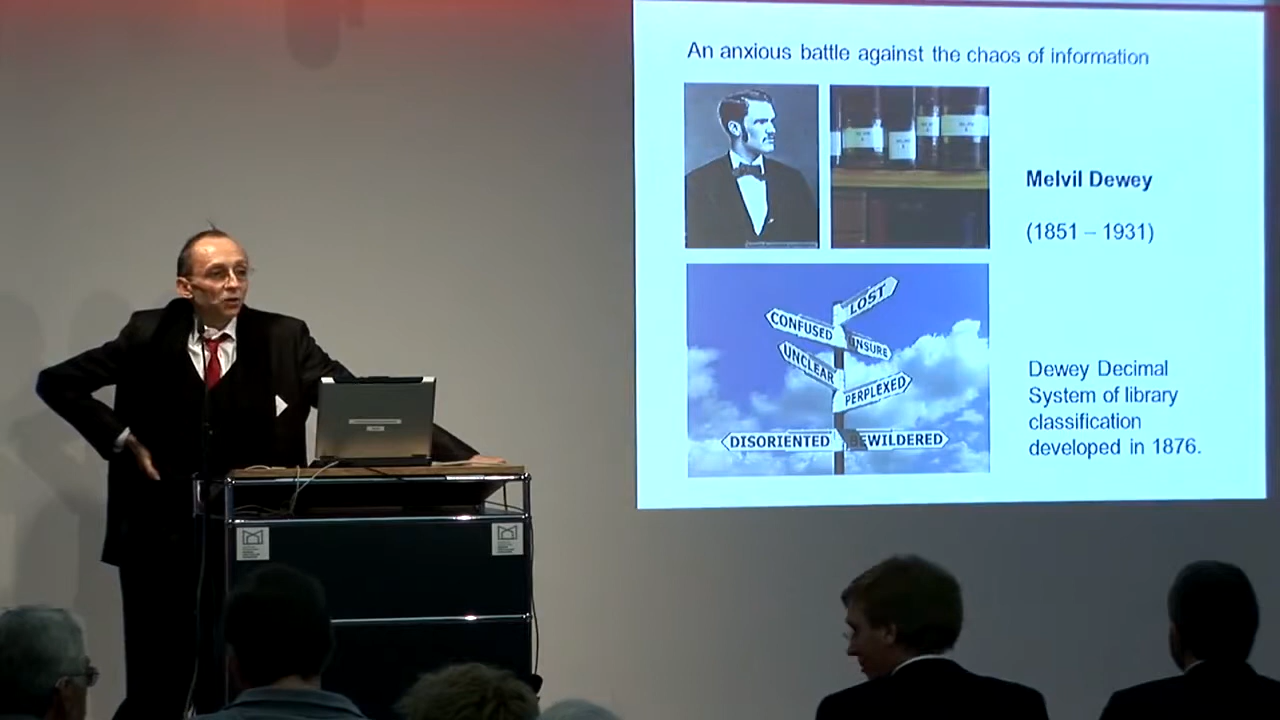 An anxious battle against the chaos of information
Melvil Dewey
(1851 – 1931)
LOST
CONFUSED
UNSURE
UNCLEAR
PERPLEXED
DISORIENTED
BEWILDERED
Dewey Decimal
System of library
classification
developed in 1876.